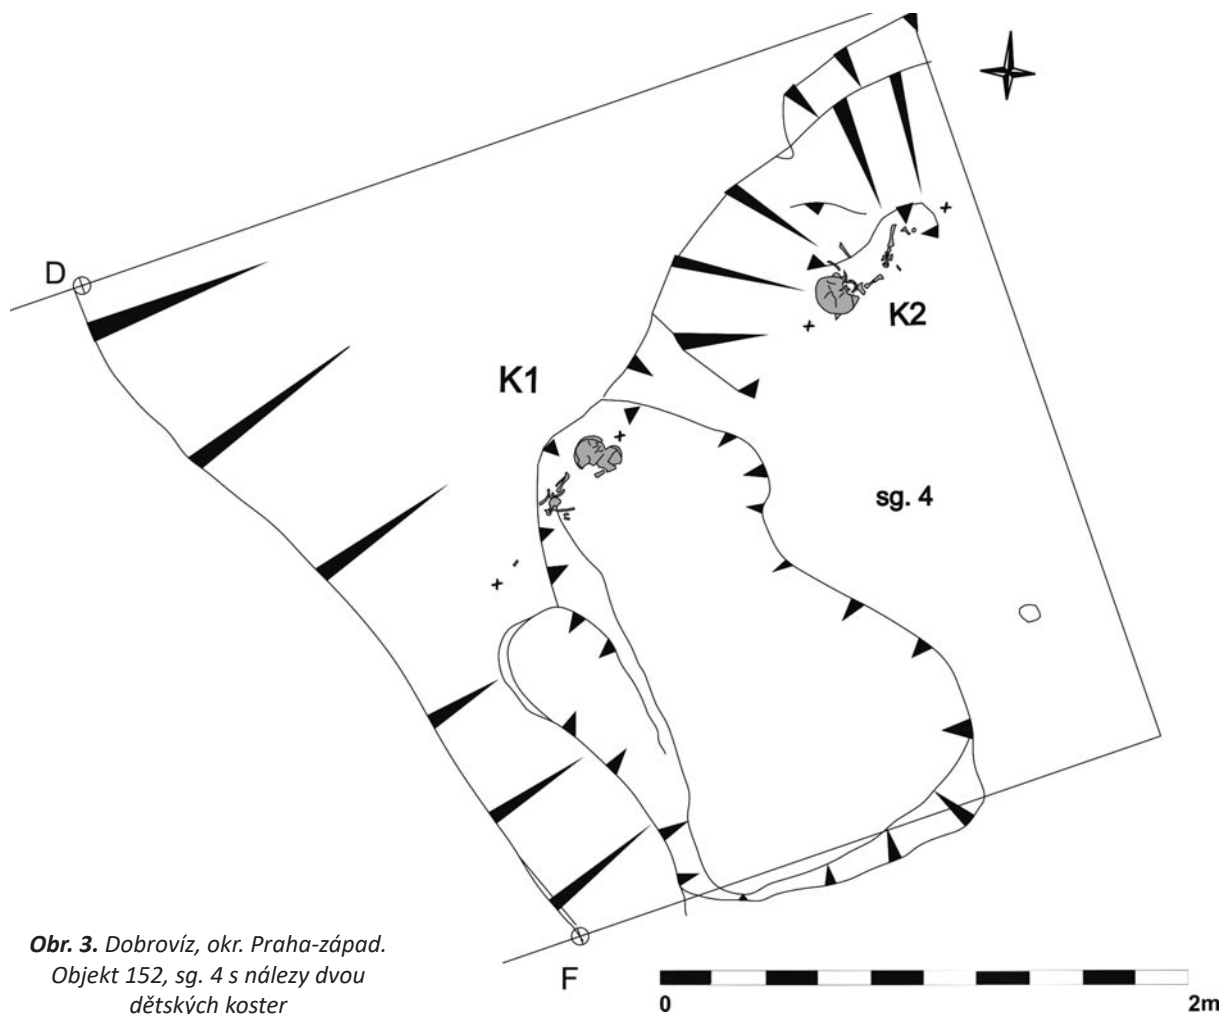 D
K2
K1
sg. 4
Obr. 3. Dobrovíz, okr. Praha-západ.
Objekt 152, sg. 4 s nálezy dvou
dětských koster
F
0
2m